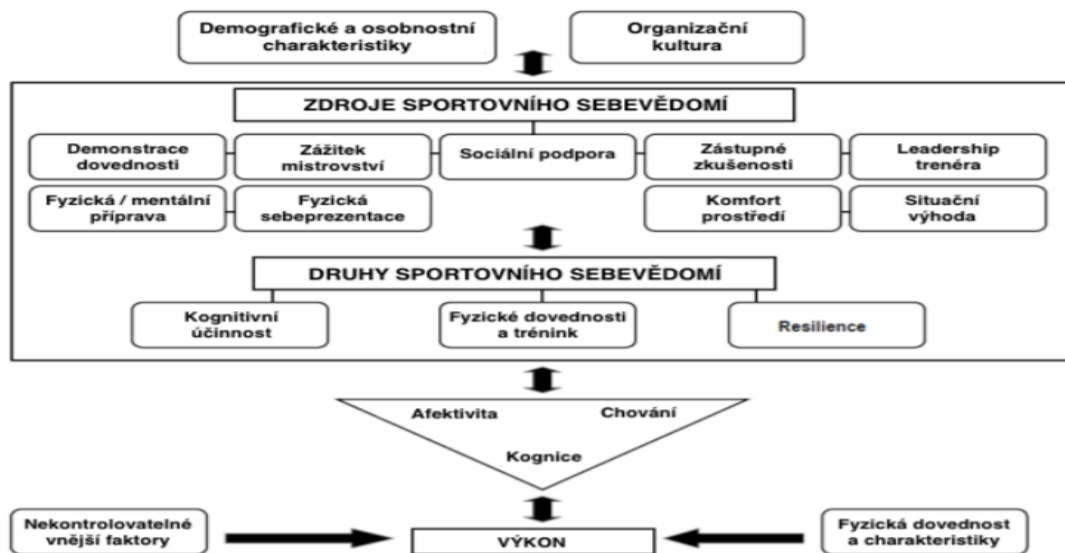 Demografické a osobnostní
charakteristiky
Organizační
kultura
ZDROJE SPORTOVNÍHO SEBEVĚDOMÍ
Demonstrace
dovednosti
Zážitek
mistrovství
Sociální podpora
Zástupné
zkušenosti
Leadership
trenéra
Fyzická / mentální
příprava
Fyzická
sebeprezentace
Komfort
prostředí
Situační
výhoda
DRUHY SPORTOVNÍHO SEBEVĚDOMÍ
Kognitivní
účinnost
Fyzické dovednosti
a trénink
Resilience
Afektivita
Chování
Kognice
Nekontrolovatelné
vnější faktory
VÝKON
Fyzická dovednost
a charakteristiky